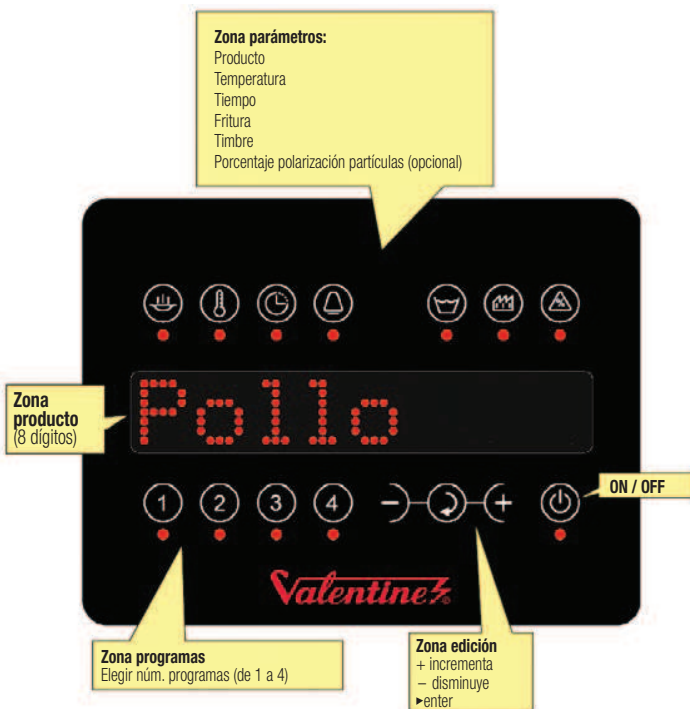 Zona parámetros:
Producto
Temperatura
Tiempo
Fritura
Timbre
Porcentaje polarización partículas (opcional)
Zona
producto
(8 dígitos)
Pollo
ON / OFF
1 2 3 4 - +
Valentine
Zona programas
Elegir núm. programas (de 1 a 4)
Zona edición
+ incrementa
– disminuye
▸enter